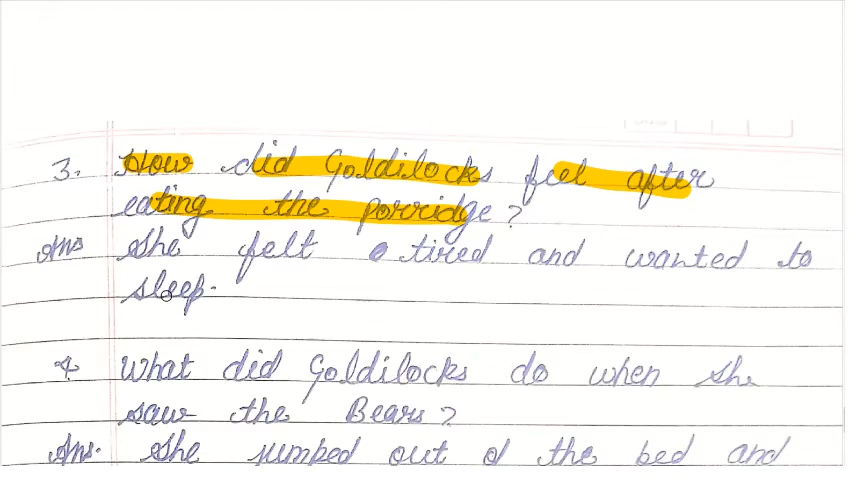 3. How did Goldilocks feel after
eating the porridge?
Ans She felt tired and wanted to
sleep.
4. What did Goldilocks do when she
saw the Bears?
Ans. She jumped out of the bed and